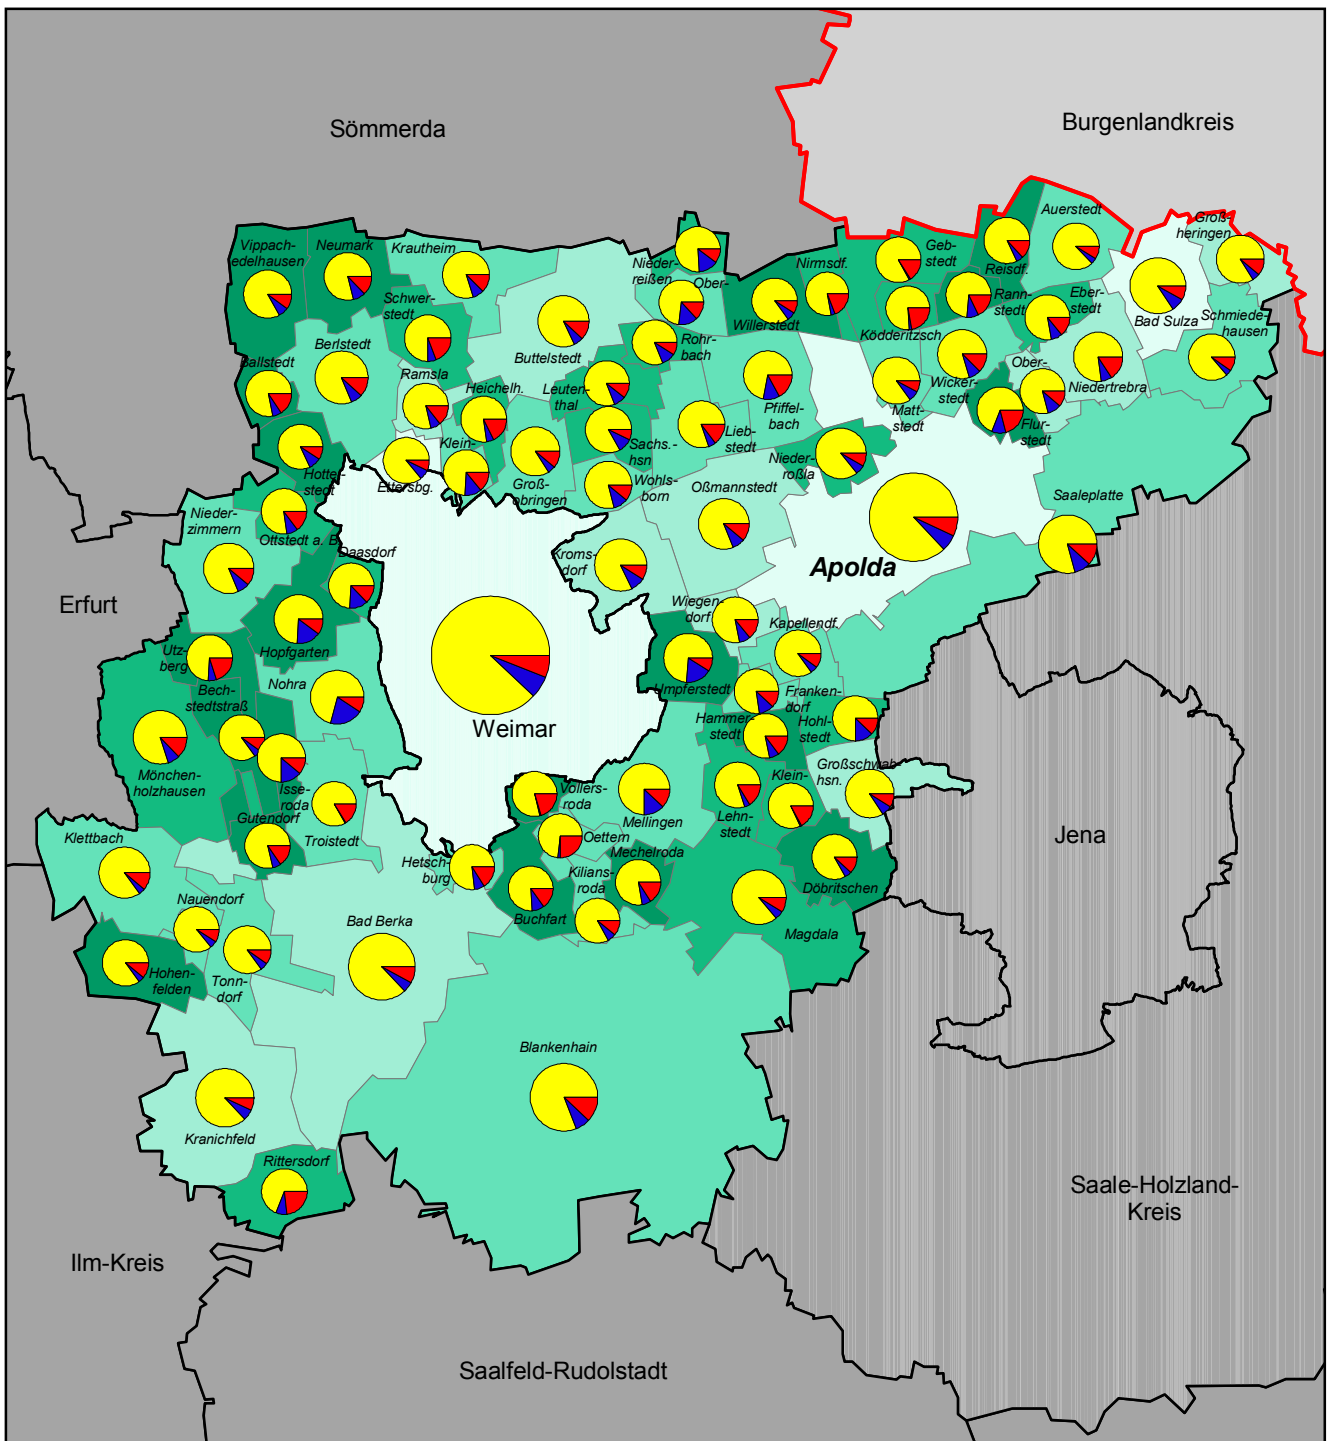 Sömmerda
Burgenlandkreis
Auerstedt
Groß-
heringen
Vippach-
edelhausen
Neumark
Krautheim
Nieder-
reißen
Ober-
Nirmsdf.
Geb-
stedt
Reisdf.
Rann-
stedt
Eber-
stedt
Bad Sulza
Schmiede-
hausen
Schwer-
stedt
Willerstedt
Ködderitzsch
Berlstedt
Buttelstedt
Rohr-
bach
Ballstedt
Ramsla
Heichelh.
Leuten-
thal
Pfiffel-
bach
Matt-
stedt
Wicker-
stedt
Ober-
Niedertrebra
Flur-
stedt
Lieb-
stedt
Sachs.-
hsn
Klein-
Hottel-
stedt
Ettersbg.
Groß-
obringen
Wohls-
born
Nieder-
roßla
Oßmannstedt
Saaleplatte
Nieder-
zimmern
Ottstedt a. B.
Daasdorf
Kroms-
dorf
Apolda
Erfurt
Wiegen-
dorf
Kapellendf.
Hopfgarten
Utz-
berg
Bech-
stedtstraß
Nohra
Umpferstedt
Franken-
dorf
Weimar
Hammer-
stedt
Hohl-
stedt
Mönchen-
holzhausen
Isse-
roda
Großschwab-
hsn.
Vollers-
roda
Mellingen
Lehn-
stedt
Klein-
Gutendorf
Troistedt
Jena
Klettbach
Oettern
Hetsch-
burg
Mechelroda
Kilians-
roda
Döbritschen
Buchfart
Nauendorf
Bad Berka
Magdala
Hohen-
felden
Tonn-
dorf
Blankenhain
Kranichfeld
Rittersdorf
Saale-Holzland-
Kreis
Ilm-Kreis
Saalfeld-Rudolstadt